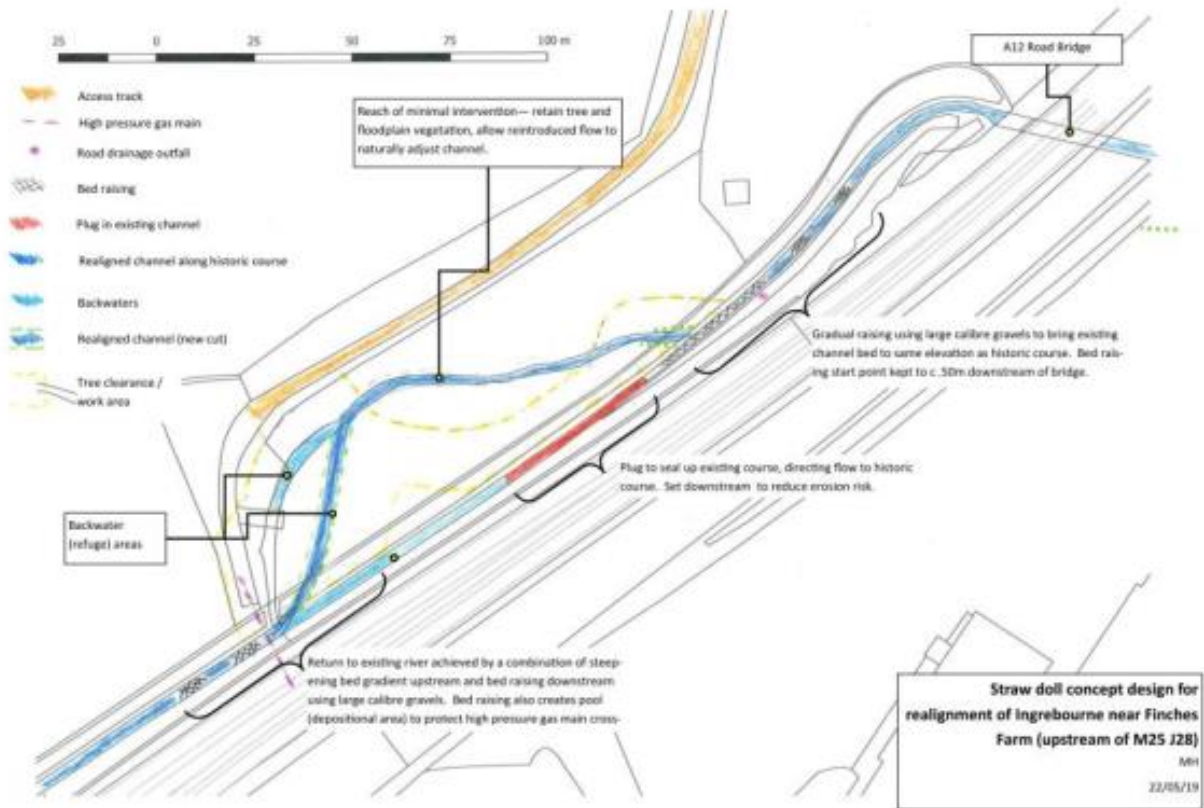 25 0 25 50 75 100 m
A12 Road Bridge
Access track
High pressure gas main
Road drainage outfall
Bed raising
Plug in existing channel
Realigned channel along historic course
Backwaters
Realigned channel (new cut)
Tree clearance /
work area
Reach of minimal intervention— retain tree and
floodplain vegetation, allow reintroduced flow to
naturally adjust channel.
Gradual raising using large calibre gravels to bring existing
channel bed to same elevation as historic course. Bed rais-
ing start point kept to c .50m downstream of bridge.
Plug to seal up existing course, directing flow to historic
course. Set downstream to reduce erosion risk.
Backwater
(refuge) areas
Return to existing river achieved by a combination of steep-
ening bed gradient upstream and bed raising downstream
using large calibre gravels. Bed raising also creates pool
(depositional area) to protect high pressure gas main cross-
Straw doll concept design for
realignment of Ingrebourne near Finches
Farm (upstream of M25 J28)
MH
22/05/19